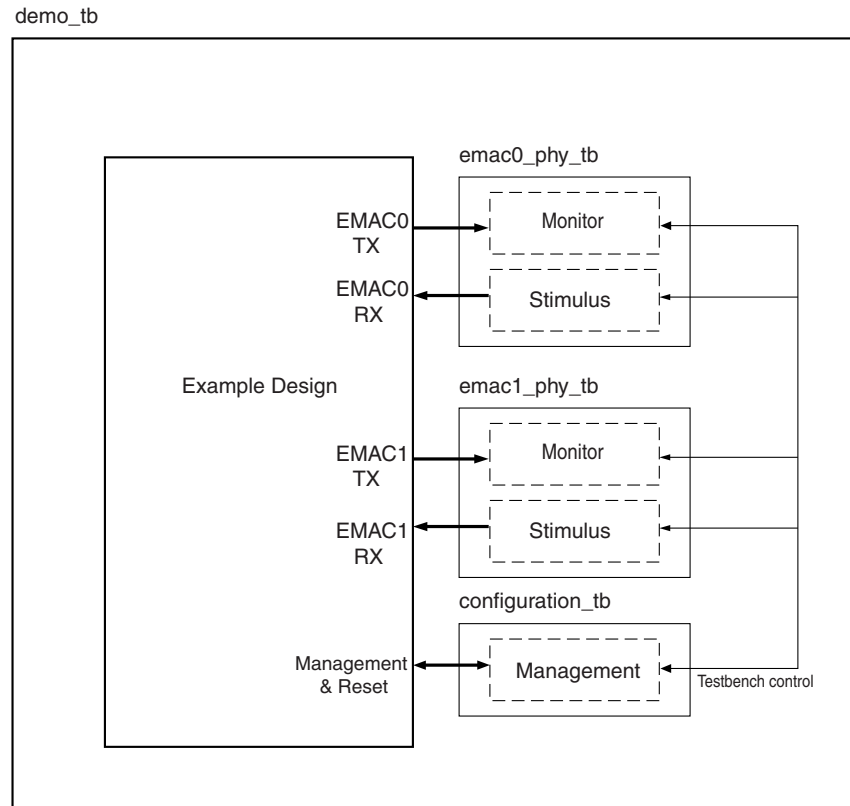 demo_tb
emac0_phy_tb
EMAC0
TX
Monitor
EMAC0
RX
Stimulus
Example Design
emac1_phy_tb
EMAC1
TX
Monitor
EMAC1
RX
Stimulus
configuration_tb
Management
& Reset
Management
Testbench control